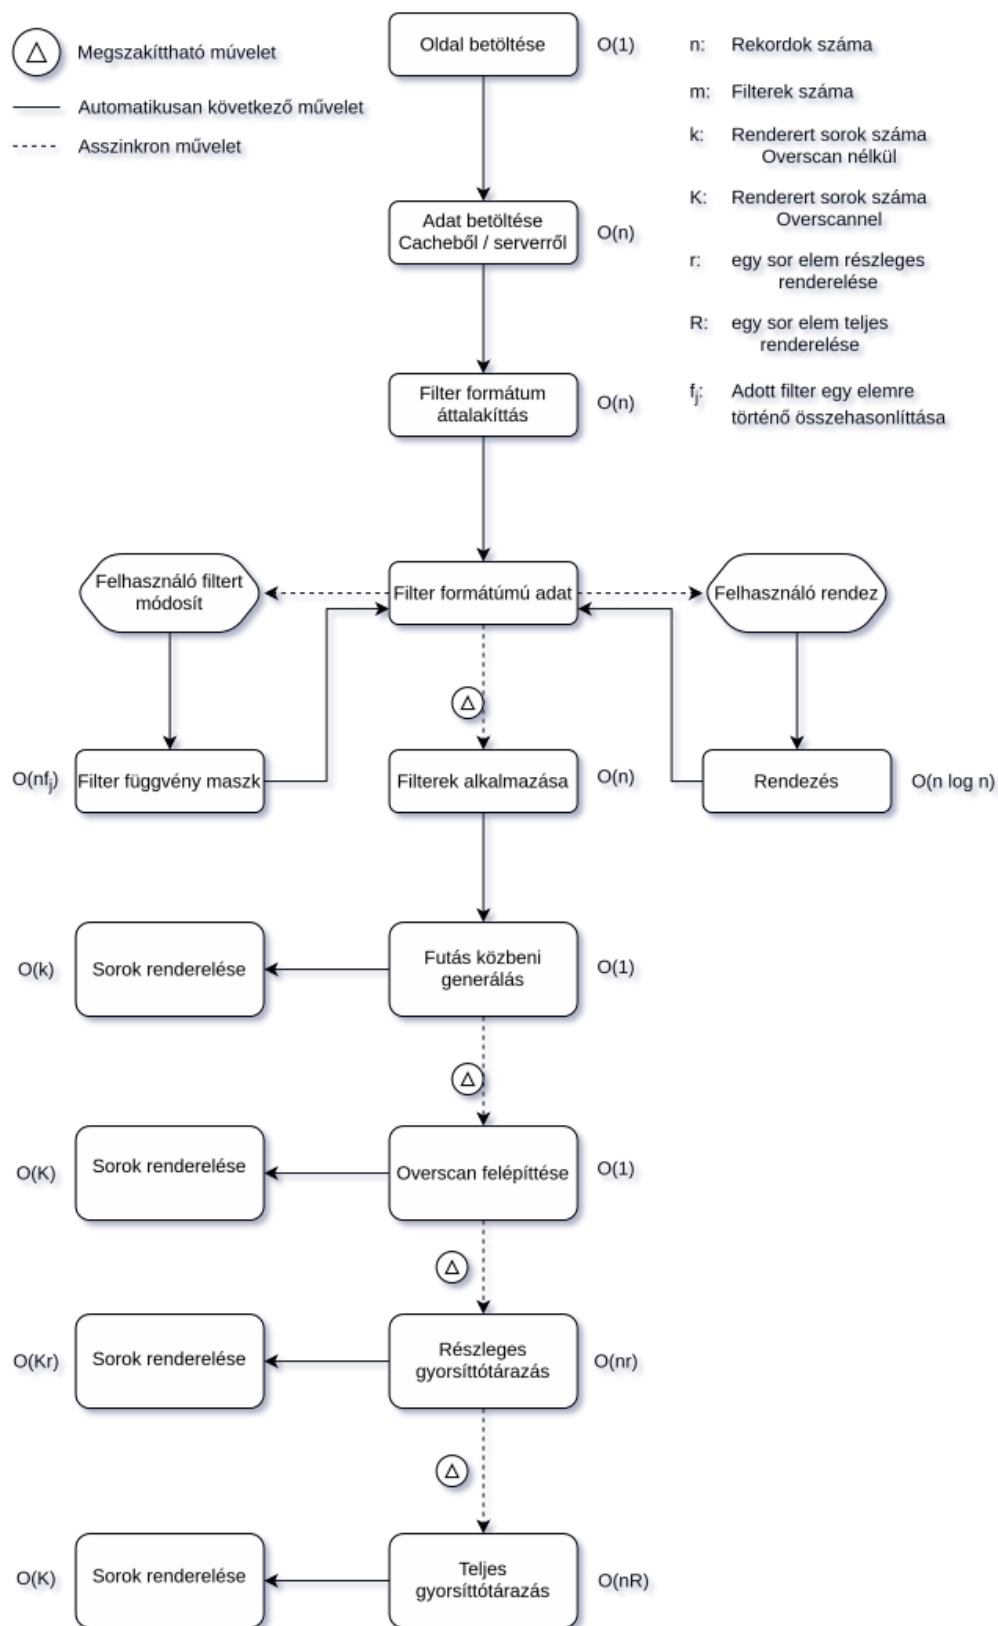 Megszakíttható művelet
Automatikusan következő művelet
Asszinkron művelet
Oldal betöltése
O(1)
n: Rekordok száma
m: Filterek száma
k: Renderert sorok száma
Overscan nélkül
K: Renderert sorok száma
Overscannel
r: egy sor elem részleges
renderelése
R: egy sor elem teljes
renderelése
fj: Adott filter egy elemre
történő összehasonlíttása
Adat betöltése
Cacheből / serverről
O(n)
Filter formátum
áttalakíttás
O(n)
Felhasználó filtert
módosít
Filter formátúmú adat
Felhasználó rendez
O(nfj)
Filter függvény maszk
Filterek alkalmazása
O(n)
Rendezés
O(n log n)
O(k)
Sorok renderelése
Futás közbeni
generálás
O(1)
O(K)
Sorok renderelése
Overscan felépíttése
O(1)
O(Kr)
Sorok renderelése
Részleges
gyorsíttótárazás
O(nr)
O(K)
Sorok renderelése
Teljes
gyorsíttótárazás
O(nR)